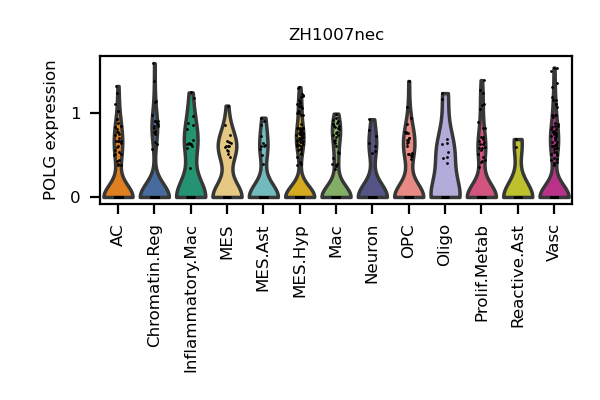 ZH1007nec
POLG expression
1
0
AC
Chromatin.Reg
Inflammatory.Mac
MES
MES.Ast
MES.Hyp
Mac
Neuron
OPC
Oligo
Prolif.Metab
Reactive.Ast
Vasc